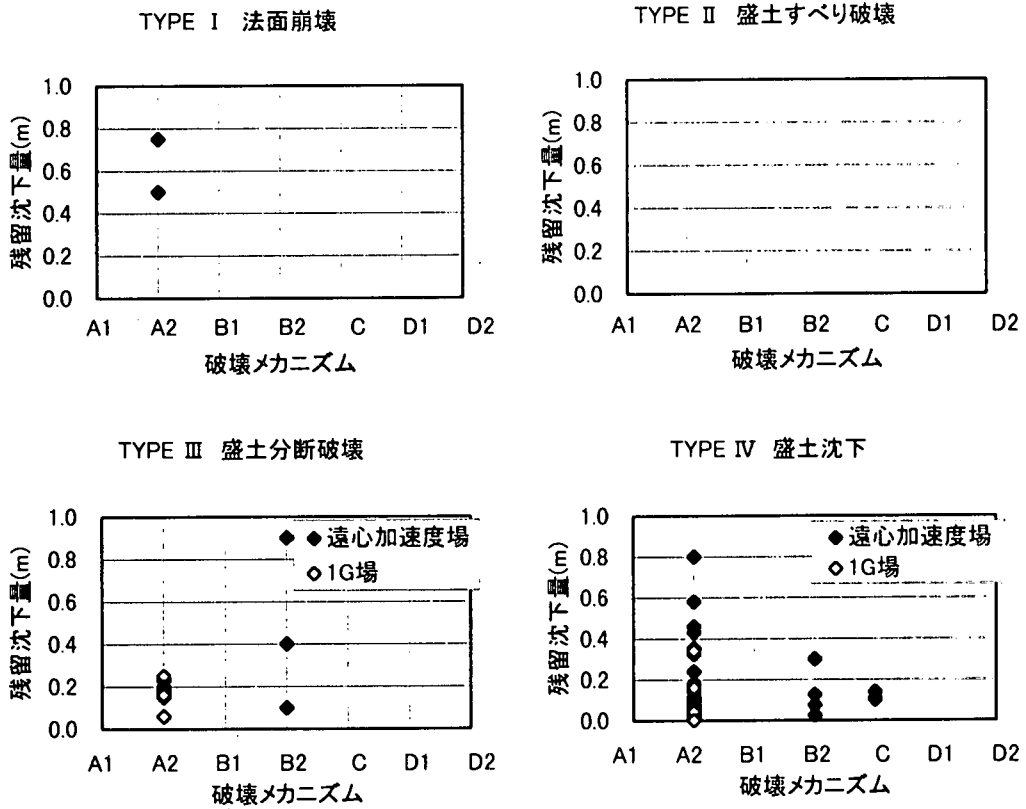 TYPE Ⅰ 法面崩壊
残留沈下量(m)
1.0
0.8
0.6
0.4
0.2
0.0
A1 A2 B1 B2 C D1 D2
破壊メカニズム
TYPE Ⅱ 盛土すべり破壊
残留沈下量(m)
1.0
0.8
0.6
0.4
0.2
0.0
A1 A2 B1 B2 C D1 D2
破壊メカニズム
TYPE Ⅲ 盛土分断破壊
残留沈下量(m)
1.0
0.8
0.6
0.4
0.2
0.0
◆遠心加速度場
◇1G場
A1 A2 B1 B2 C D1 D2
破壊メカニズム
TYPE Ⅳ 盛土沈下
残留沈下量(m)
1.0
0.8
0.6
0.4
0.2
0.0
◆遠心加速度場
◇1G場
A1 A2 B1 B2 C D1 D2
破壊メカニズム